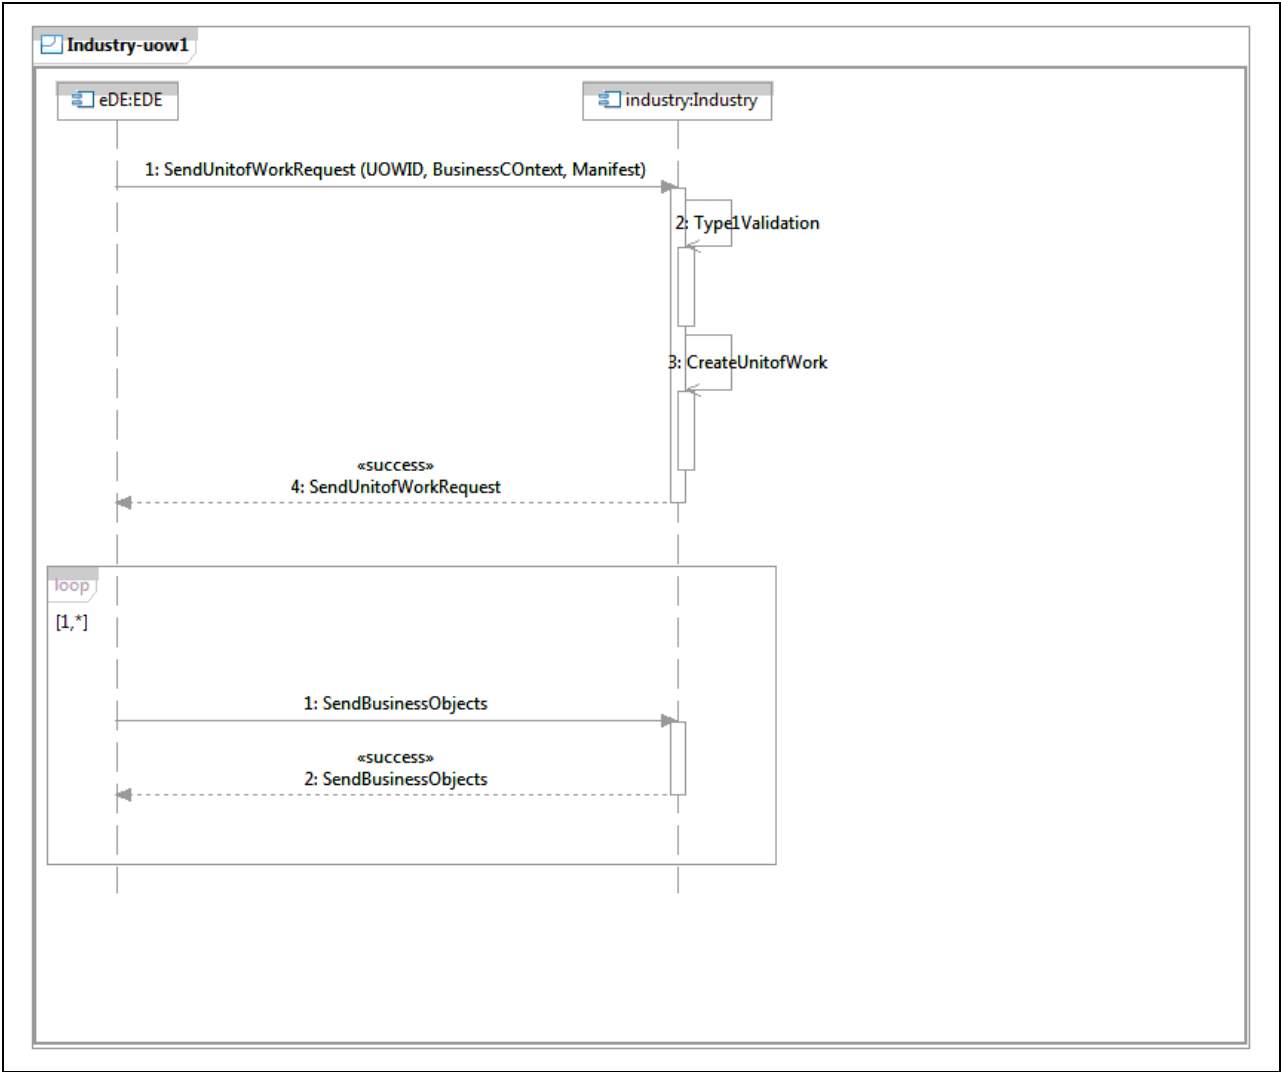 Industry-uow1
eDE:EDE
industry:Industry
1: SendUnitofWorkRequest (UOWID, BusinessCOntext, Manifest)
2: Type1Validation
3: CreateUnitofWork
«success»
4: SendUnitofWorkRequest
loop
[1,*]
1: SendBusinessObjects
«success»
2: SendBusinessObjects